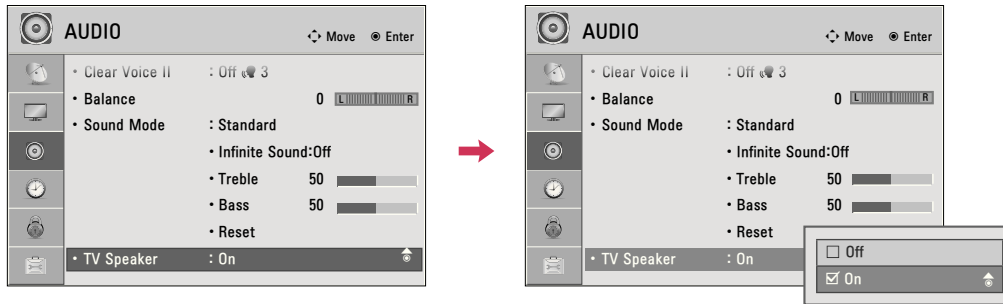 AUDIO Move Enter
• Clear Voice II : Off 3
• Balance 0 L R
• Sound Mode : Standard
• Infinite Sound:Off
• Treble 50
• Bass 50
• Reset
• TV Speaker : On
AUDIO Move Enter
• Clear Voice II : Off 3
• Balance 0 L R
• Sound Mode : Standard
• Infinite Sound:Off
• Treble 50
• Bass 50
• Reset
• TV Speaker : On
☐ Off
☑ On